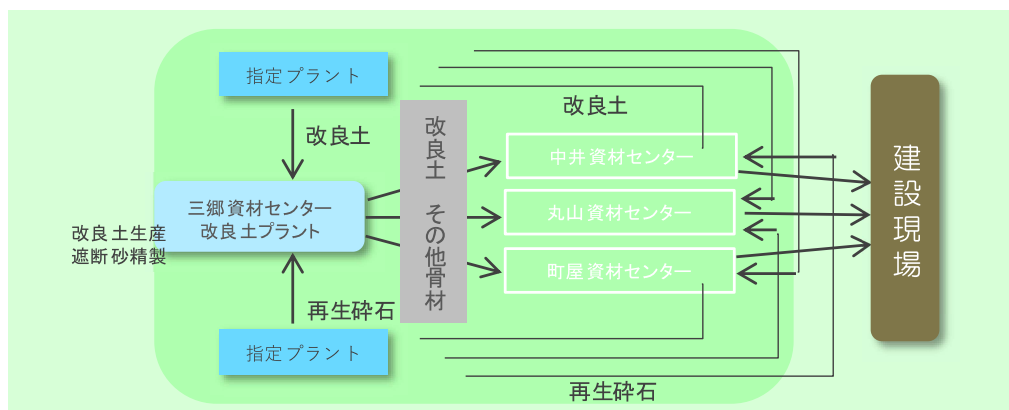 指定プラント
改良土
改良土
改良土　その他骨材
中井資材センター
三郷資材センター
改良土プラント
丸山資材センター
改良土生産
遮断砂精製
町屋資材センター
建設現場
再生砕石
指定プラント
再生砕石